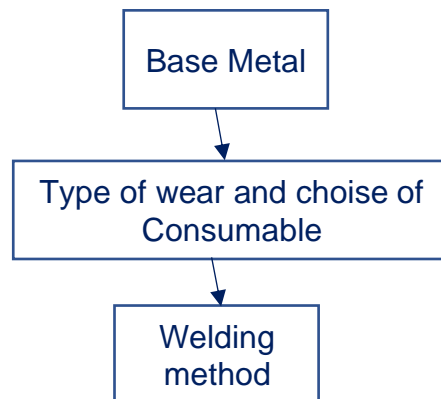 Base Metal
Type of wear and choise of
Consumable
Welding
method